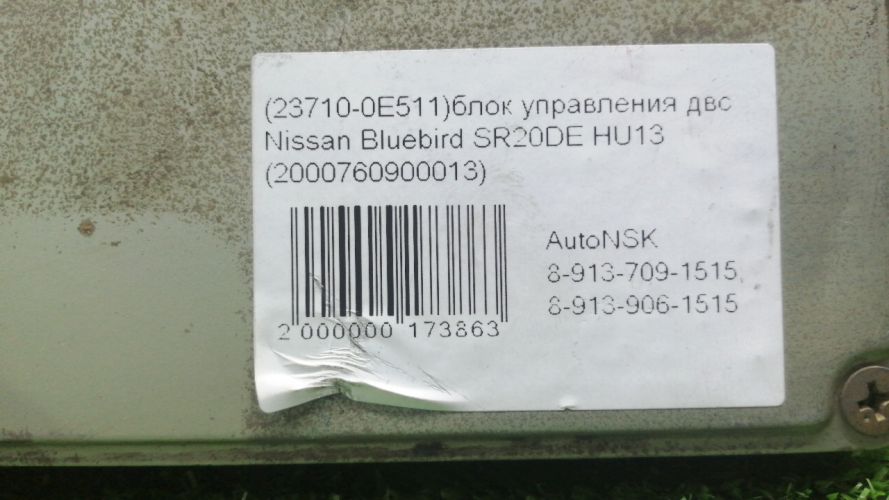 (23710-0E511)блок управления двс
Nissan Bluebird SR20DE HU13
(2000760900013)
AutoNSK
8-913-709-1515,
8-913-906-1515
2 000000 173863